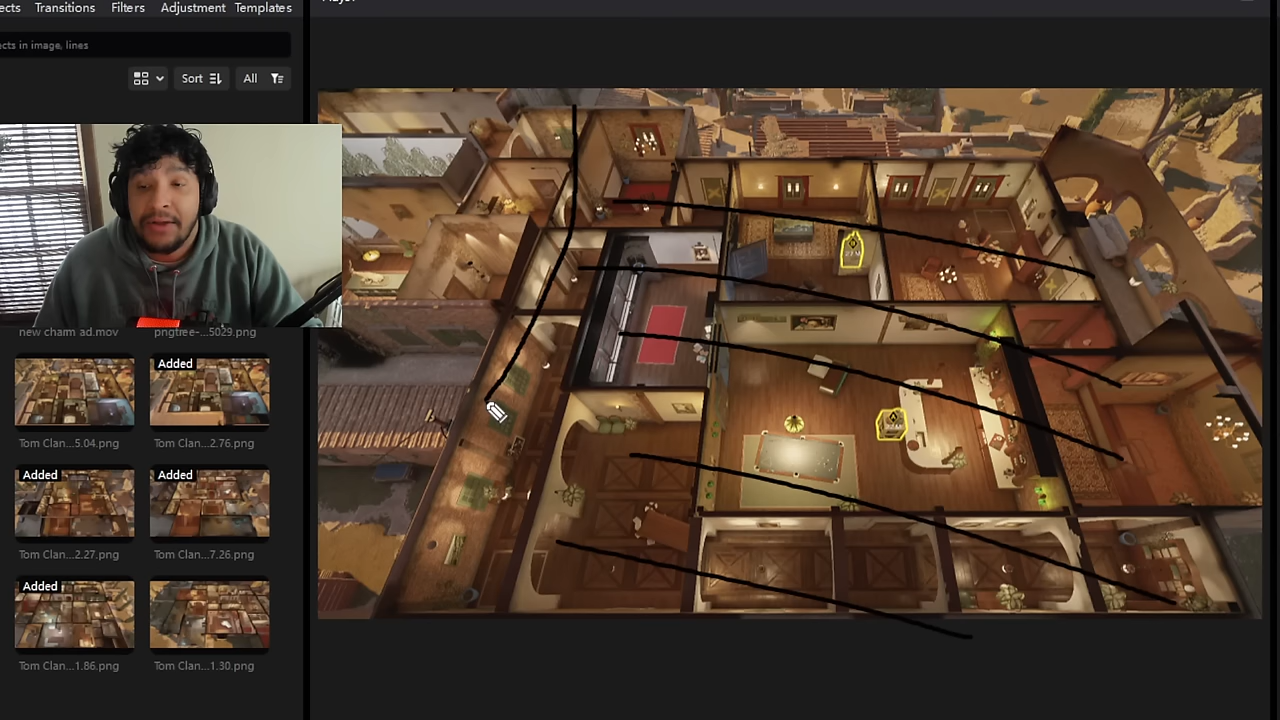 ects Transitions Filters Adjustment Templates
ects in image, lines
Sort All
new charm ad.mov pngtree-...5029.png
Added
Tom Clan...5.04.png Tom Clan...2.76.png
Added Added
Tom Clan...2.27.png Tom Clan...7.26.png
Added
Tom Clan...1.86.png Tom Clan...1.30.png